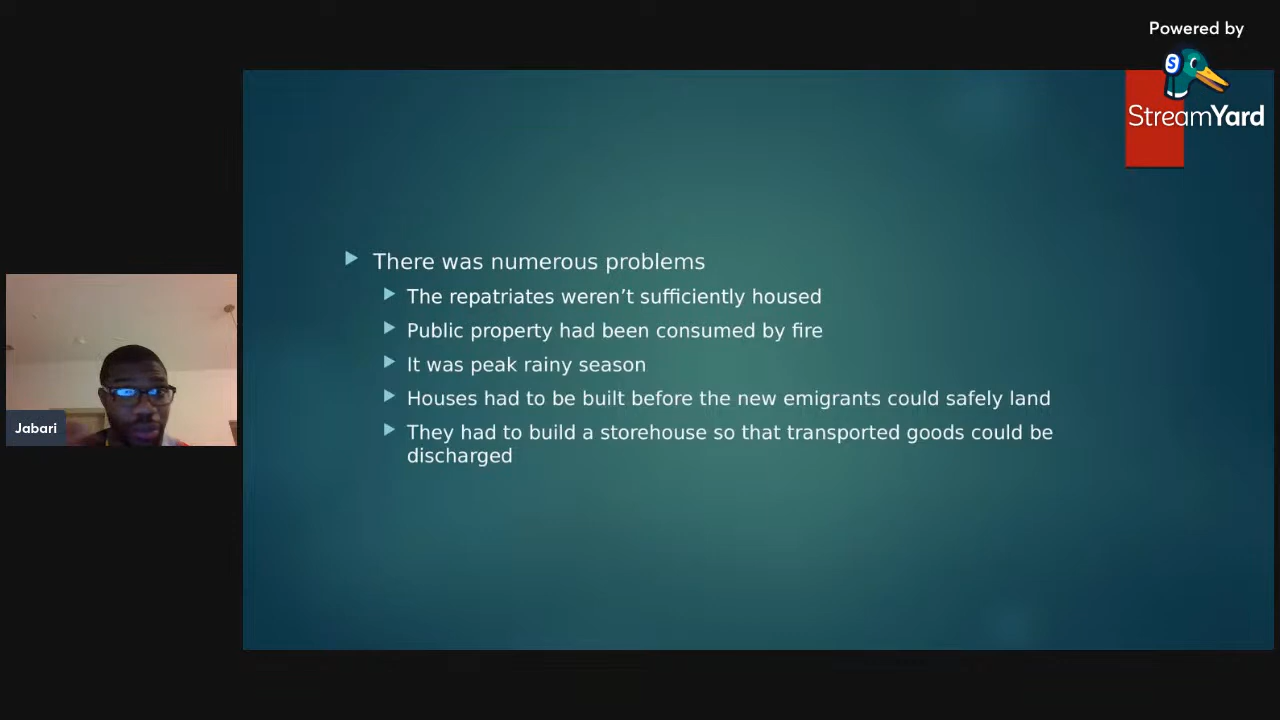 Powered by
S
StreamYard
There was numerous problems
The repatriates weren’t sufficiently housed
Public property had been consumed by fire
It was peak rainy season
Houses had to be built before the new emigrants could safely land
They had to build a storehouse so that transported goods could be
discharged
Jabari